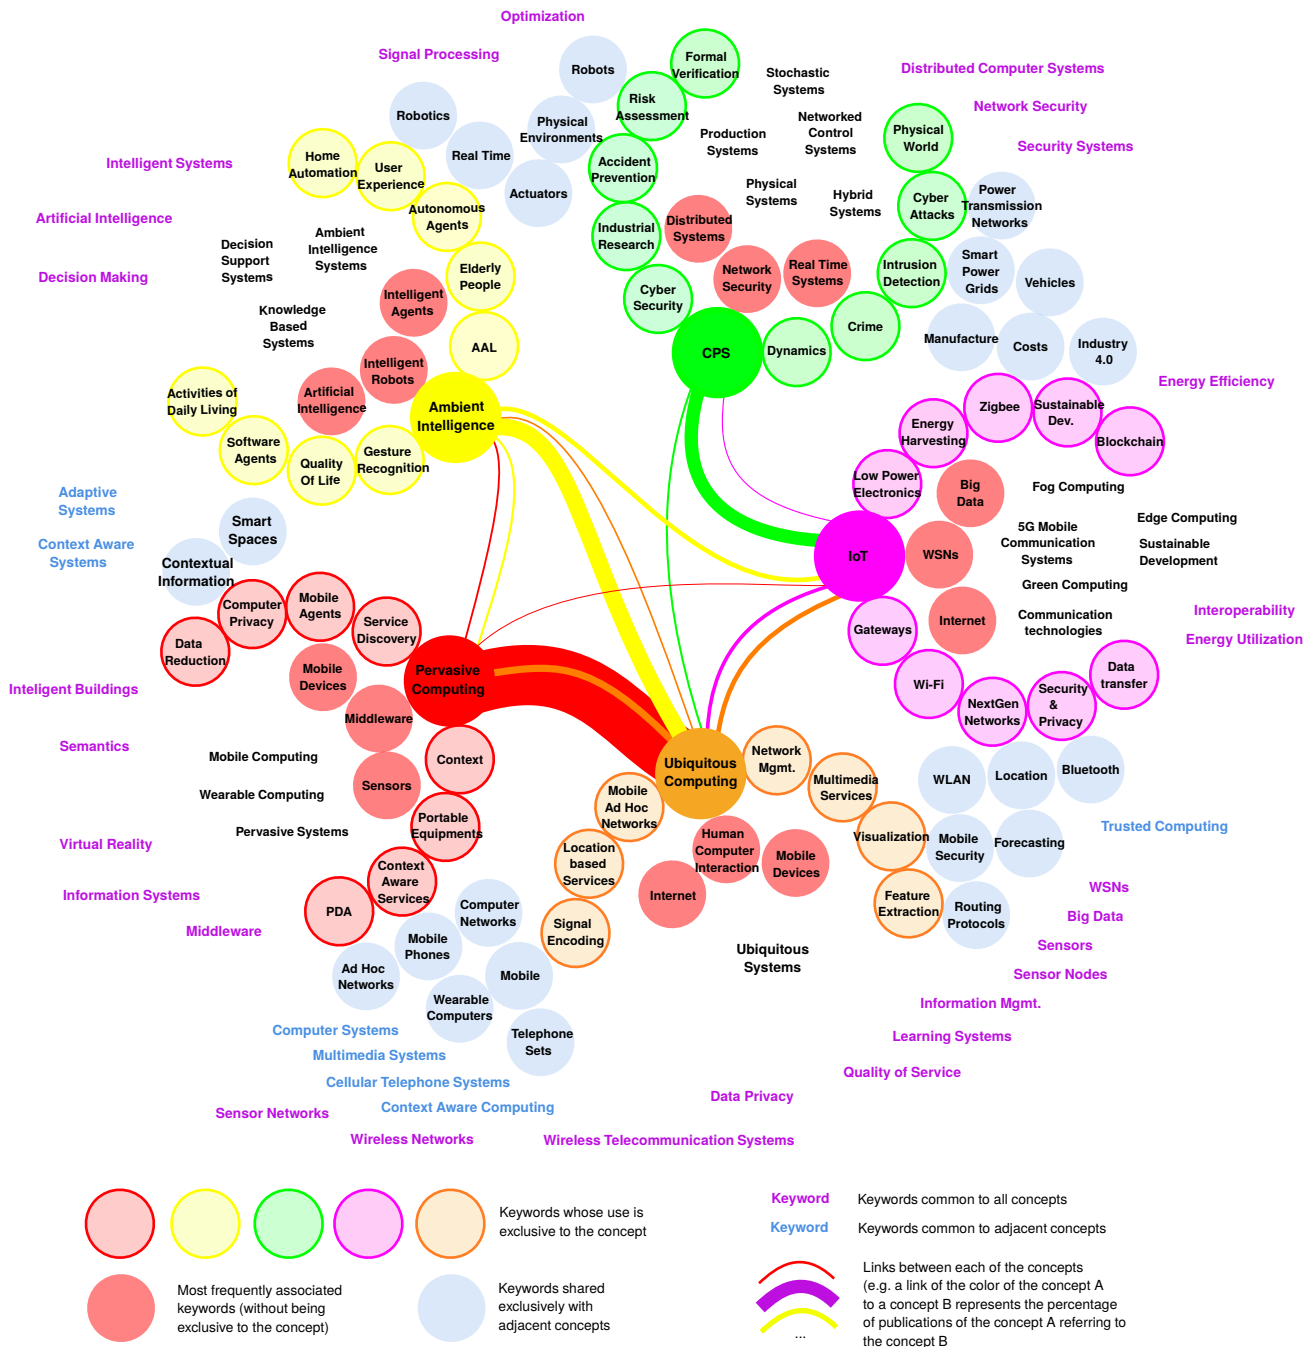 Optimization
Signal Processing
Robots
Formal
Verification
Stochastic
Systems
Distributed Computer Systems
Risk
Assessment
Network Security
Robotics
Physical
Environments
Production
Systems
Networked
Control
Systems
Physical
World
Security Systems
Intelligent Systems
Home
Automation
User
Experience
Real Time
Accident
Prevention
Actuators
Physical
Systems
Hybrid
Systems
Cyber
Attacks
Power
Transmission
Networks
Artificial Intelligence
Autonomous
Agents
Industrial
Research
Distributed
Systems
Decision
Support
Systems
Ambient
Intelligence
Systems
Decision Making
Elderly
People
Cyber
Security
Network
Security
Real Time
Systems
Intrusion
Detection
Smart
Power
Grids
Vehicles
Intelligent
Agents
Knowledge
Based
Systems
AAL
CPS
Dynamics
Crime
Manufacture
Costs
Industry
4.0
Intelligent
Robots
Artificial
Intelligence
Activities of
Daily Living
Ambient
Intelligence
Energy Efficiency
Zigbee
Sustainable
Dev.
Energy
Harvesting
Blockchain
Software
Agents
Quality
Of Life
Gesture
Recognition
Low Power
Electronics
Big
Data
Fog Computing
Adaptive
Systems
Smart
Spaces
Context Aware
Systems
Contextual
Information
IoT
WSNs
5G Mobile
Communication
Systems
Edge Computing
Sustainable
Development
Green Computing
Computer
Privacy
Mobile
Agents
Service
Discovery
Data
Reduction
Gateways
Internet
Communication
technologies
Interoperability
Energy Utilization
Inteligent Buildings
Mobile
Devices
Pervasive
Computing
Middleware
Wi-Fi
NextGen
Networks
Security
&
Privacy
Data
transfer
Semantics
Mobile Computing
Context
Sensors
Wearable Computing
Ubiquitous
Computing
Network
Mgmt.
Multimedia
Services
WLAN
Location
Bluetooth
Pervasive Systems
Portable
Equipments
Mobile
Ad Hoc
Networks
Visualization
Mobile
Security
Forecasting
Trusted Computing
Virtual Reality
Context
Aware
Services
Location
based
Services
Human
Computer
Interaction
Mobile
Devices
Internet
Feature
Extraction
Routing
Protocols
WSNs
Information Systems
PDA
Computer
Networks
Signal
Encoding
Big Data
Middleware
Mobile
Phones
Ubiquitous
Systems
Sensors
Ad Hoc
Networks
Mobile
Sensor Nodes
Wearable
Computers
Information Mgmt.
Computer Systems
Telephone
Sets
Learning Systems
Multimedia Systems
Quality of Service
Cellular Telephone Systems
Data Privacy
Context Aware Computing
Sensor Networks
Wireless Networks
Wireless Telecommunication Systems
Keywords whose use is
exclusive to the concept
Keyword
Keywords common to all concepts
Keyword
Keywords common to adjacent concepts
Most frequently associated
keywords (without being
exclusive to the concept)
Keywords shared
exclusively with
adjacent concepts
...
Links between each of the concepts
(e.g. a link of the color of the concept A
to a concept B represents the percentage
of publications of the concept A referring to
the concept B